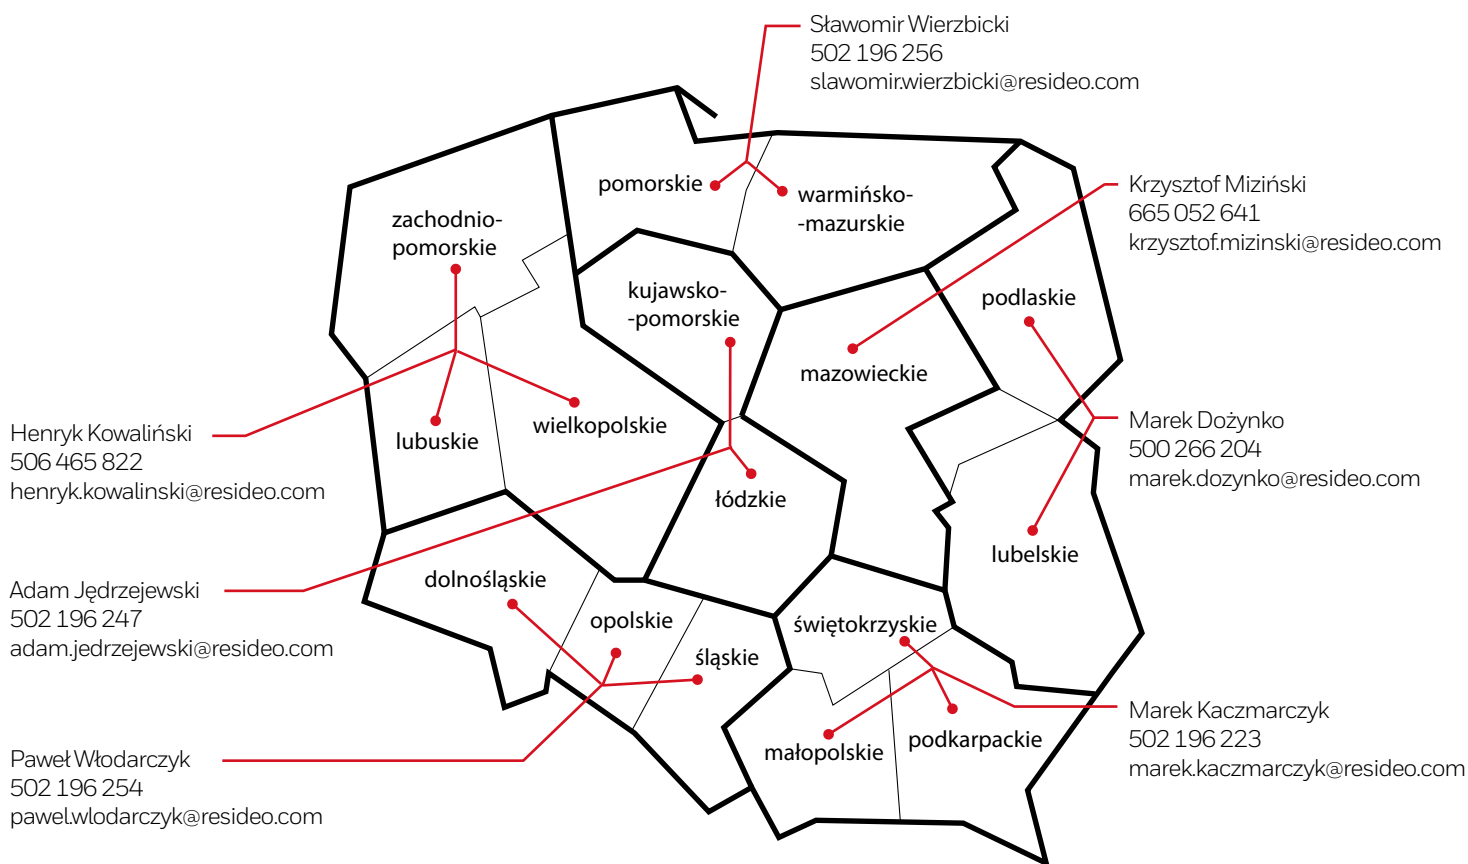 Sławomir Wierzbicki
502 196 256
slawomir.wierzbicki@resideo.com
pomorskie
warmińsko-
-mazurskie
Krzysztof Miziński
665 052 641
krzysztof.mizinski@resideo.com
zachodnio-
pomorskie
kujawsko-
-pomorskie
podlaskie
mazowieckie
Henryk Kowaliński
506 465 822
henryk.kowalinski@resideo.com
lubuskie
wielkopolskie
łódzkie
Marek Dożynko
500 266 204
marek.dozynko@resideo.com
lubelskie
Adam Jędrzejewski
502 196 247
adam.jedrzejewski@resideo.com
dolnośląskie
opolskie
śląskie
świętokrzyskie
małopolskie
podkarpackie
Paweł Włodarczyk
502 196 254
pawel.wlodarczyk@resideo.com
Marek Kaczmarczyk
502 196 223
marek.kaczmarczyk@resideo.com